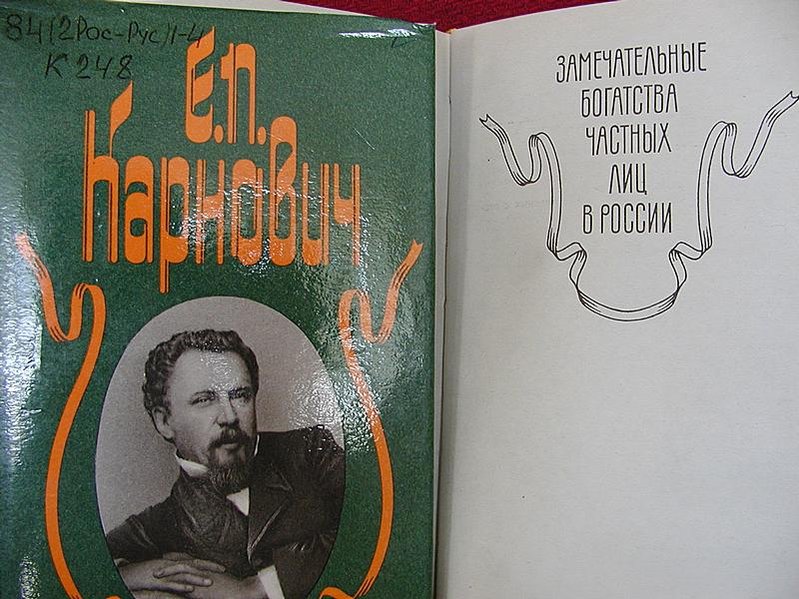 84(2Рос-Рус)1-4
К 248
Е.П.
Карнович
ЗАМЕЧАТЕЛЬНЫЕ
БОГАТСТВА
ЧАСТНЫХ
ЛИЦ
В РОССИИ